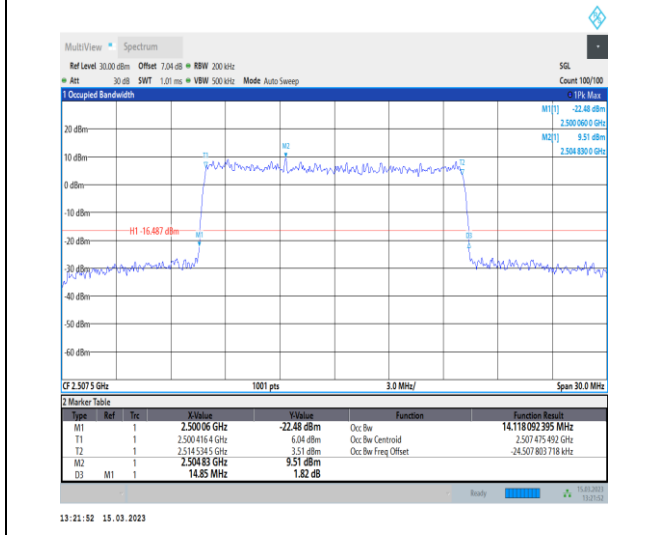 MultiView Spectrum
Ref Level 30.00 dBm Offset 7.04 dB RBW 200 kHz SGL
Att 30 dB SWT 1.01 ms VBW 500 kHz Mode Auto Sweep Count 100/100
1 Occupied Bandwidth 1Pk Max
M1[1] -22.48 dBm
2.500 060 0 GHz
M2[1] 9.51 dBm
2.504 830 0 GHz
20 dBm
M2
T1
T2
10 dBm
0 dBm
-10 dBm
H1 -16.487 dBm
M1
D3
-20 dBm
-30 dBm
-40 dBm
-50 dBm
-60 dBm
CF 2.507 5 GHz 1001 pts 3.0 MHz/ Span 30.0 MHz
2 Marker Table
Type Ref Trc X-Value Y-Value Function Function Result
M1 1 2.500 06 GHz -22.48 dBm Occ Bw 14.118 092 395 MHz
T1 1 2.500 416 4 GHz 6.04 dBm Occ Bw Centroid 2.507 475 492 GHz
T2 1 2.514 534 5 GHz 3.51 dBm Occ Bw Freq Offset -24.507 803 718 kHz
M2 1 2.504 83 GHz 9.51 dBm
D3 M1 1 14.85 MHz 1.82 dB
Ready 15.03.2023
13:21:52
13:21:52 15.03.2023